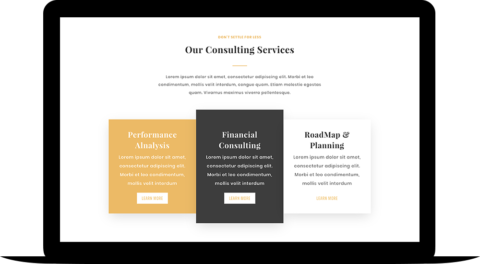 DON'T SETTLE FOR LESS
Our Consulting Services
Lorem ipsum dolor sit amet, consectetur adipiscing elit. Morbi et leo
condimentum, mollis velit interdum, congue quam. Etiam molestie egestas
quam. Vivamus maximus viverra pellentesque.
Performance
Alualysis
Lorem ipsum dolor sit amet,
consectetur adipiscing elit.
Morbi et leo condimentum,
mollis velit interdum
LEARN MORE
Financial
Consulting
Lorem ipsum dolor sit amet,
consectetur adipiscing elit.
Morbi et leo condimentum,
mollis velit interdum
LEARN MORE
RoadMap &
Planning
Lorem ipsum dolor sit amet,
consectetur adipiscing elit.
Morbi et leo condimentum,
mollis velit interdum
LEARN MORE